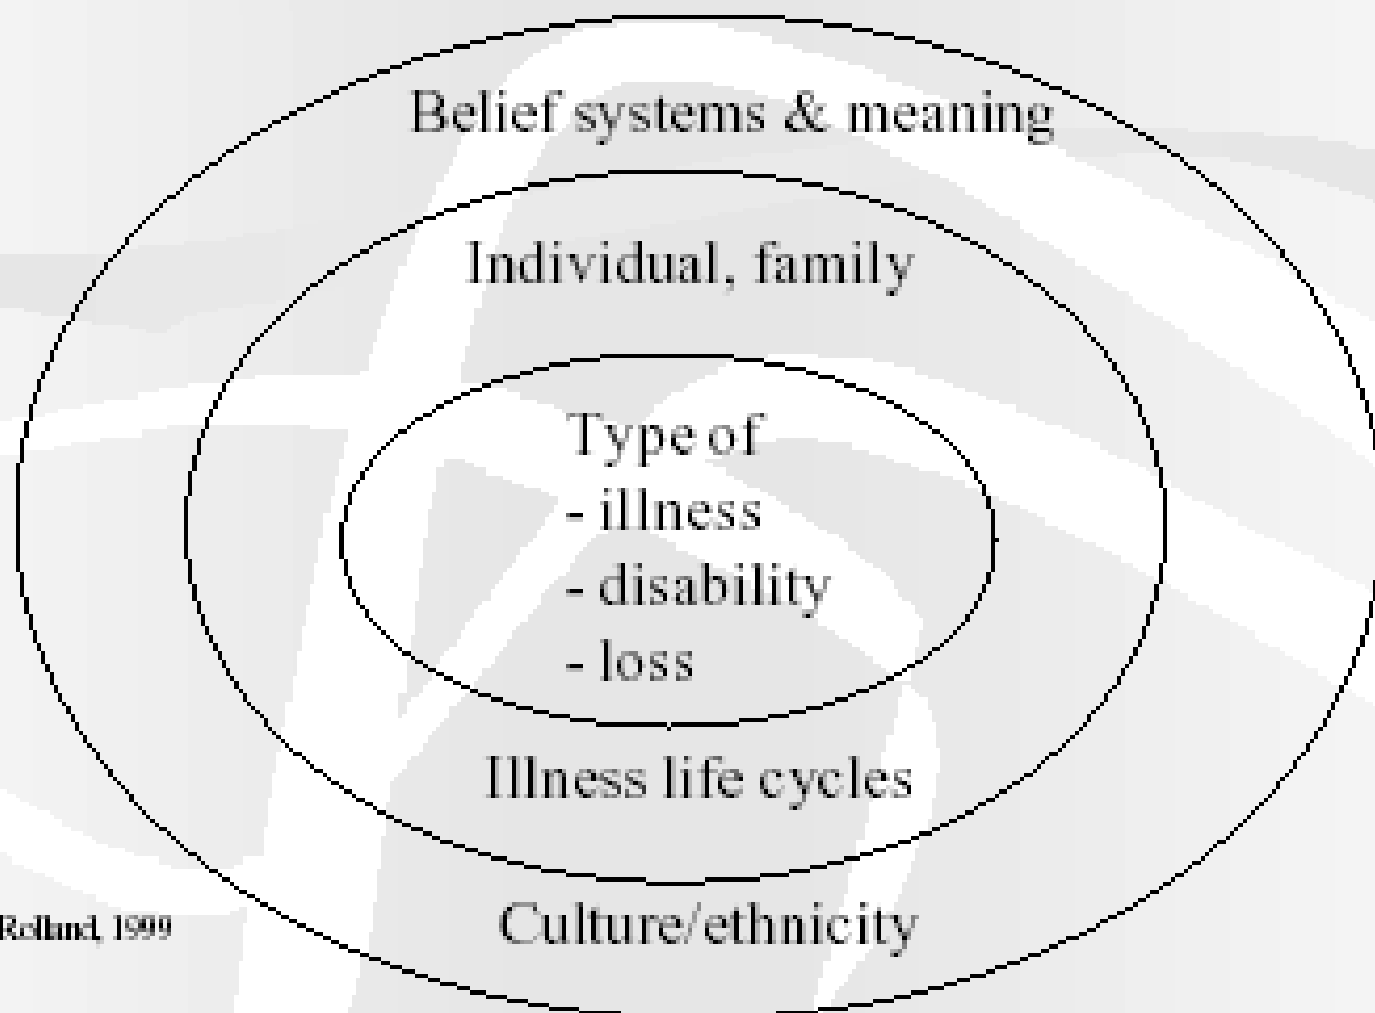 Belief systems & meaning
Individual, family
Type of
- illness
- disability
- loss
Illness life cycles
Culture/ethnicity
Rolland, 1999